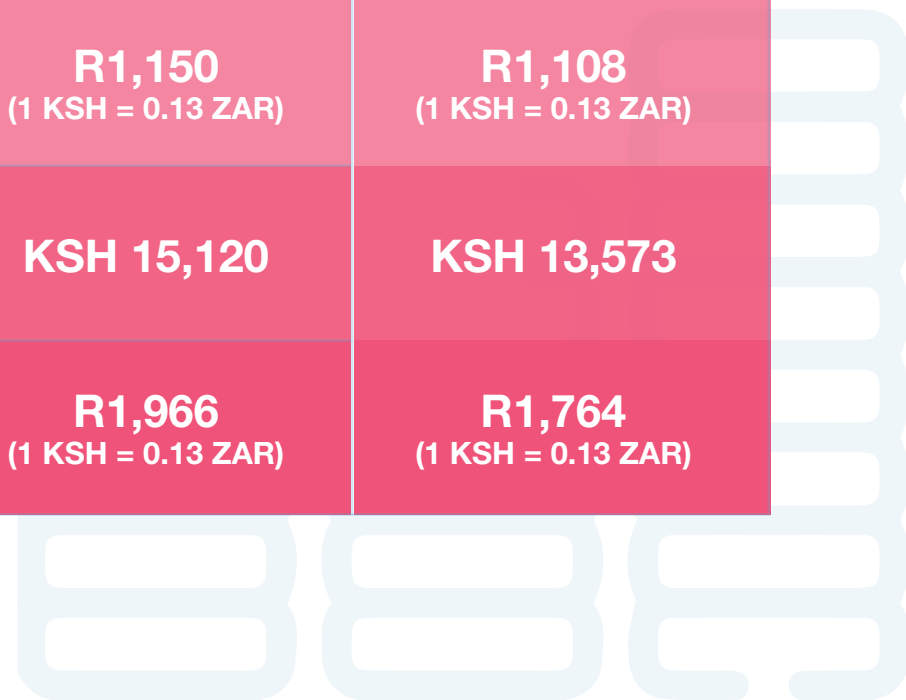 R1,150
(1 KSH = 0.13 ZAR)
R1,108
(1 KSH = 0.13 ZAR)
KSH 15,120
KSH 13,573
R1,966
(1 KSH = 0.13 ZAR)
R1,764
(1 KSH = 0.13 ZAR)